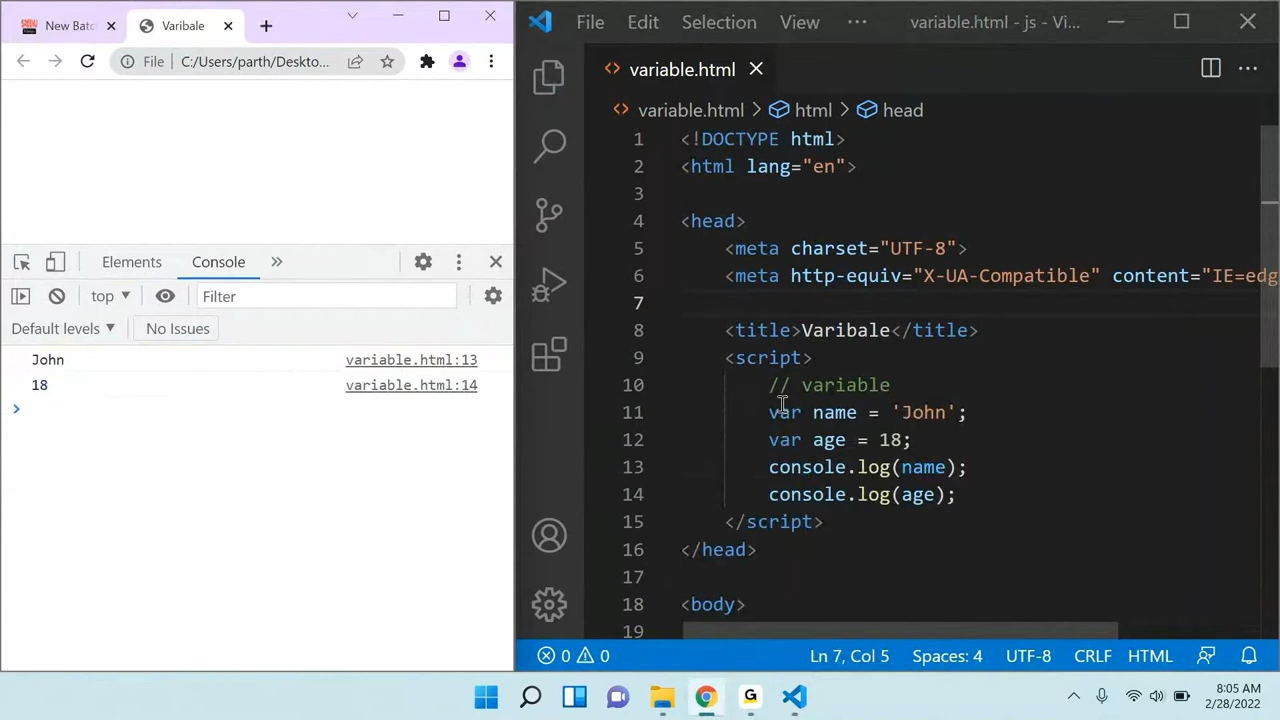 New Batc
Varibale
File C:/Users/parth/Deskto...
Elements Console
top Filter
Default levels No Issues
John variable.html:13
18 variable.html:14
File Edit Selection View ··· variable.html - js - Vi...
variable.html
variable.html > html > head
1 <!DOCTYPE html>
2 <html lang="en">
3
4 <head>
5 <meta charset="UTF-8">
6 <meta http-equiv="X-UA-Compatible" content="IE=edg
7
8 <title>Varibale</title>
9 <script>
10 // variable
11 var name = 'John';
12 var age = 18;
13 console.log(name);
14 console.log(age);
15 </script>
16 </head>
17
18 <body>
19
0 0 Ln 7, Col 5 Spaces: 4 UTF-8 CRLF HTML
G
8:05 AM
2/28/2022